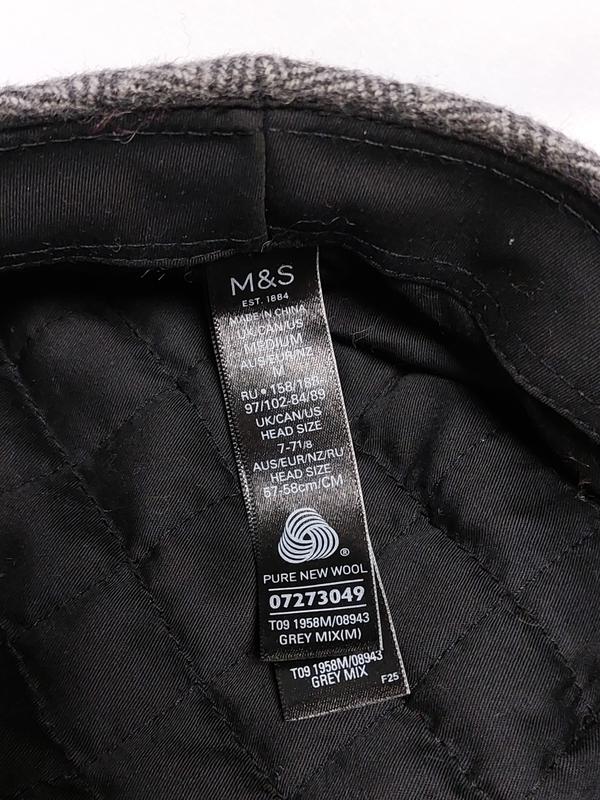 M&S
EST. 1884
MADE IN CHINA
UK/CAN/US
MEDIUM
AUS/EUR/NZ
M
RU • 158/188-
97/102-84/89
UK/CAN/US
HEAD SIZE
7-7 1/8
AUS/EUR/NZ/RU
HEAD SIZE
57-58cm/CM
®
PURE NEW WOOL
07273049
T09 1958M/08943
GREY MIX(M)
T09 1958M/08943
GREY MIX
F25